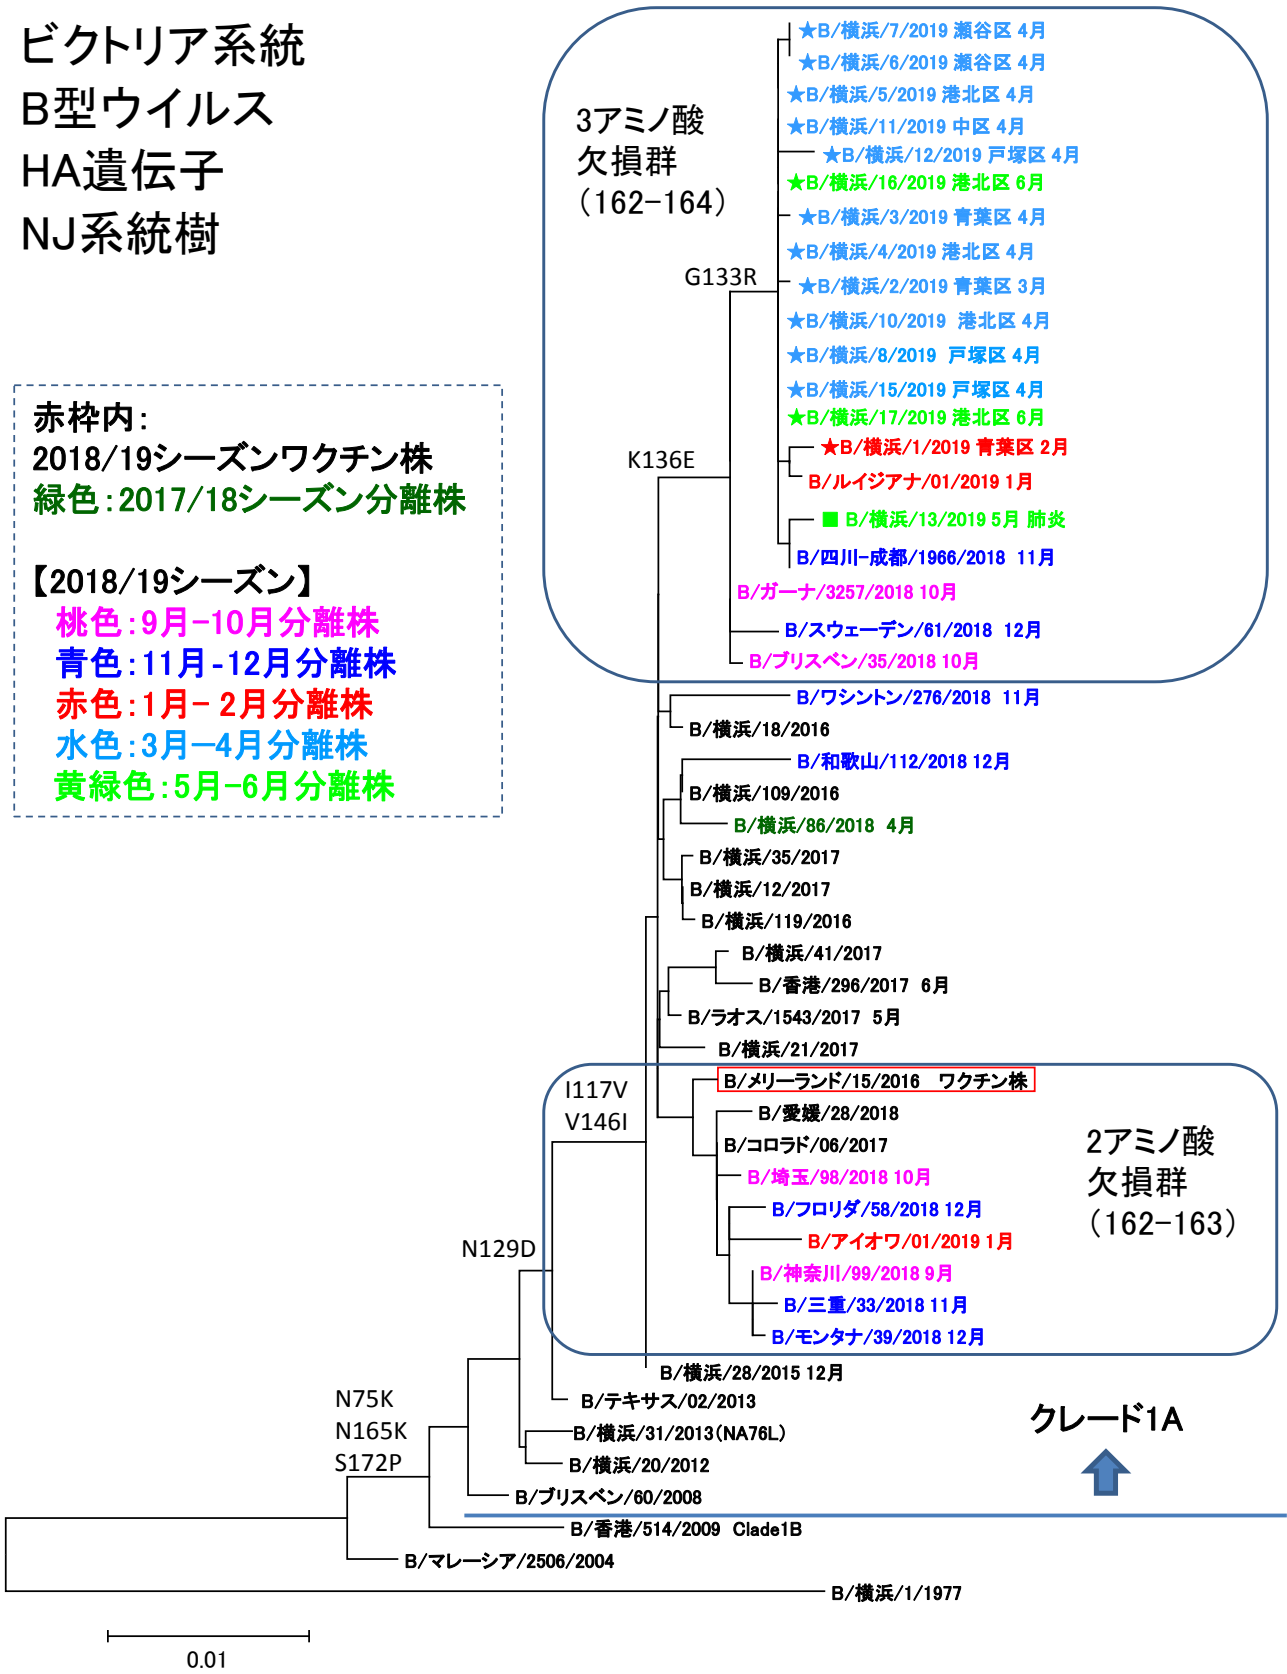 ビクトリア系統
B型ウイルス
HA遺伝子
NJ系統樹
赤枠内：
2018/19シーズンワクチン株
緑色：2017/18シーズン分離株
【2018/19シーズン】
桃色：9月-10月分離株
青色：11月-12月分離株
赤色：1月- 2月分離株
水色：3月－4月分離株
黄緑色：5月-6月分離株
3アミノ酸
欠損群
（162-164）
★B/横浜/7/2019 瀬谷区 4月
★B/横浜/6/2019 瀬谷区 4月
★B/横浜/5/2019 港北区 4月
★B/横浜/11/2019 中区 4月
★B/横浜/12/2019 戸塚区 4月
★B/横浜/16/2019 港北区 6月
★B/横浜/3/2019 青葉区 4月
★B/横浜/4/2019 港北区 4月
G133R
★B/横浜/2/2019 青葉区 3月
★B/横浜/10/2019 港北区 4月
★B/横浜/8/2019 戸塚区 4月
★B/横浜/15/2019 戸塚区 4月
★B/横浜/17/2019 港北区 6月
★B/横浜/1/2019 青葉区 2月
K136E
B/ルイジアナ/01/2019 1月
■ B/横浜/13/2019 5月 肺炎
B/四川-成都/1966/2018 11月
B/ガーナ/3257/2018 10月
B/スウェーデン/61/2018 12月
B/ブリスベン/35/2018 10月
B/ワシントン/276/2018 11月
B/横浜/18/2016
B/和歌山/112/2018 12月
B/横浜/109/2016
B/横浜/86/2018 4月
B/横浜/35/2017
B/横浜/12/2017
B/横浜/119/2016
B/横浜/41/2017
B/香港/296/2017 6月
B/ラオス/1543/2017 5月
B/横浜/21/2017
I117V
V146I
B/メリーランド/15/2016 ワクチン株
B/愛媛/28/2018
B/コロラド/06/2017
B/埼玉/98/2018 10月
B/フロリダ/58/2018 12月
B/アイオワ/01/2019 1月
B/神奈川/99/2018 9月
B/三重/33/2018 11月
B/モンタナ/39/2018 12月
2アミノ酸
欠損群
（162-163）
N129D
B/横浜/28/2015 12月
B/テキサス/02/2013
B/横浜/31/2013（NA76L）
B/横浜/20/2012
B/ブリスベン/60/2008
N75K
N165K
S172P
クレード1A
B/香港/514/2009 Clade1B
B/マレーシア/2506/2004
B/横浜/1/1977
0.01